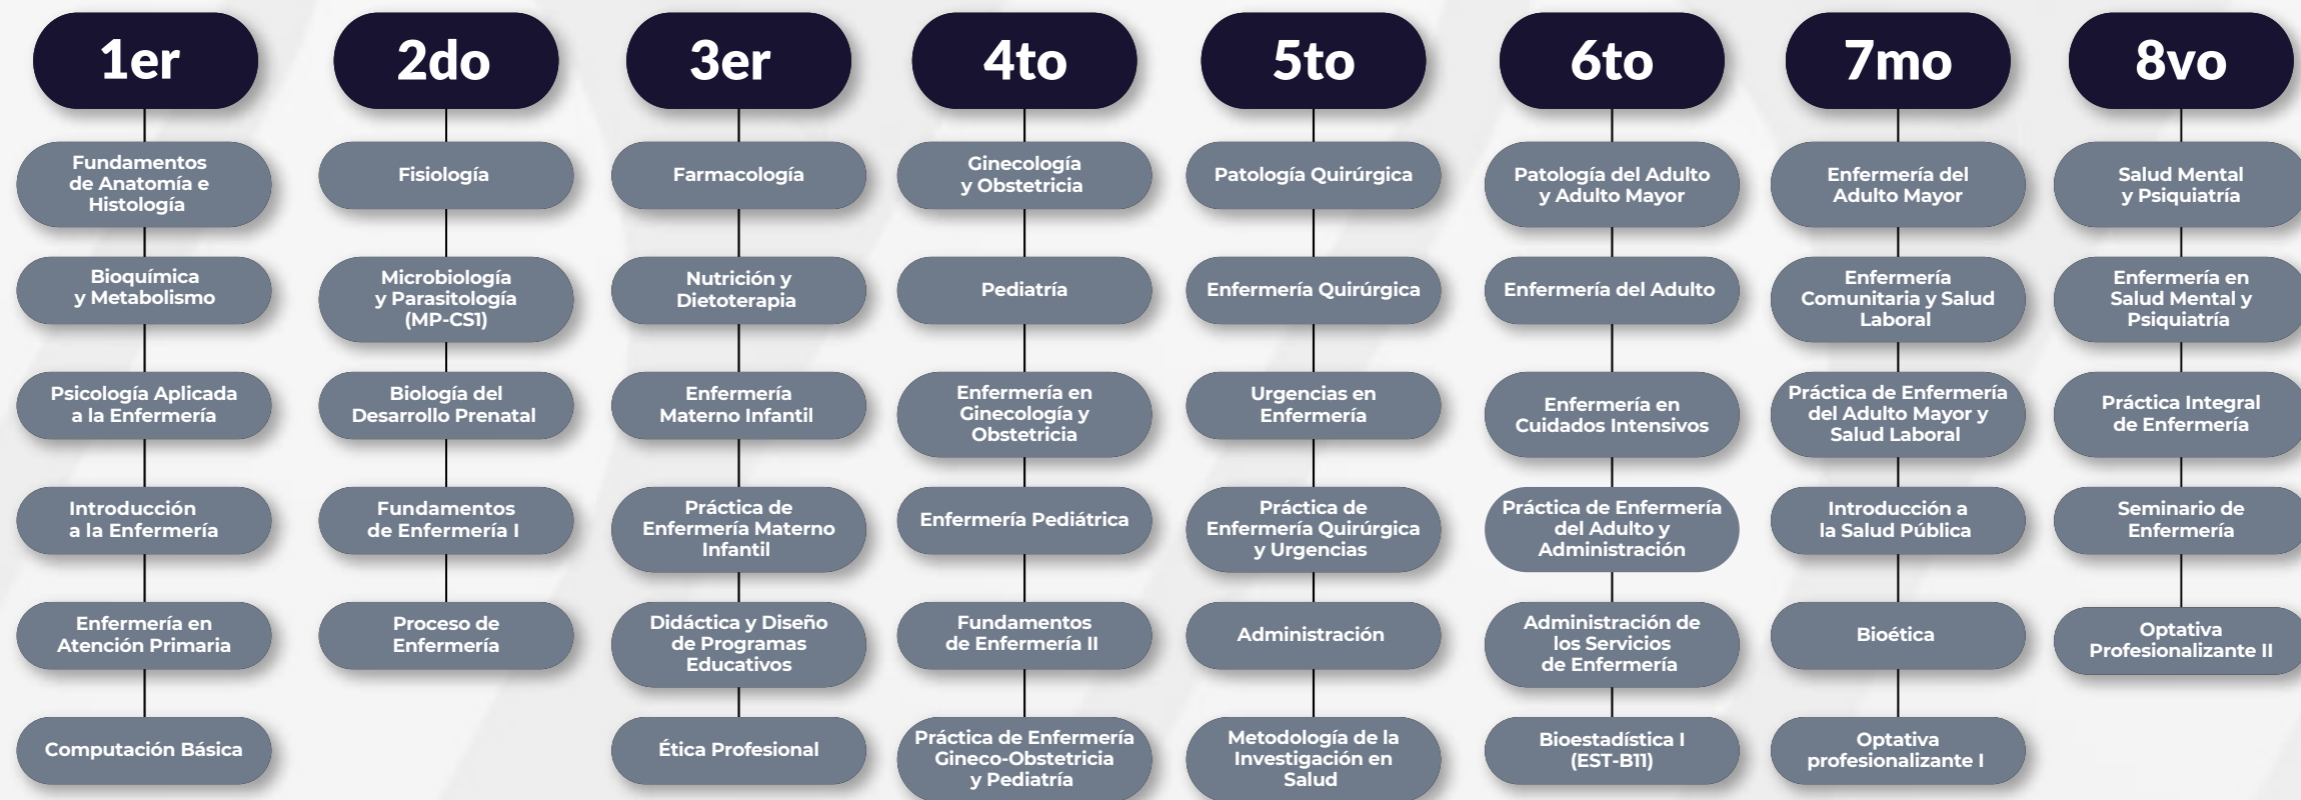 1er
Fundamentos
de Anatomía e
Histología
Bioquímica
y Metabolismo
Psicología Aplicada
a la Enfermería
Introducción
a la Enfermería
Enfermería en
Atención Primaria
Computación Básica
2do
Fisiología
Microbiología
y Parasitología
(MP-CS1)
Biología del
Desarrollo Prenatal
Fundamentos
de Enfermería I
Proceso de
Enfermería
3er
Farmacología
Nutrición y
Dietoterapia
Enfermería
Materno Infantil
Práctica de
Enfermería Materno
Infantil
Didáctica y Diseño
de Programas
Educativos
Ética Profesional
4to
Ginecología
y Obstetricia
Pediatría
Enfermería en
Ginecología y
Obstetricia
Enfermería Pediátrica
Fundamentos
de Enfermería II
Práctica de Enfermería
Gineco-Obstetricia
y Pediatría
5to
Patología Quirúrgica
Enfermería Quirúrgica
Urgencias en
Enfermería
Práctica de
Enfermería Quirúrgica
y Urgencias
Administración
Metodología de la
Investigación en
Salud
6to
Patología del Adulto
y Adulto Mayor
Enfermería del Adulto
Enfermería en
Cuidados Intensivos
Práctica de Enfermería
del Adulto y
Administración
Administración de
los Servicios
de Enfermería
Bioestadística I
(EST-B11)
7mo
Enfermería del
Adulto Mayor
Enfermería
Comunitaria y Salud
Laboral
Práctica de Enfermería
del Adulto Mayor y
Salud Laboral
Introducción a
la Salud Pública
Bioética
Optativa
profesionalizante I
8vo
Salud Mental
y Psiquiatría
Enfermería en
Salud Mental y
Psiquiatría
Práctica Integral
de Enfermería
Seminario de
Enfermería
Optativa
Profesionalizante II